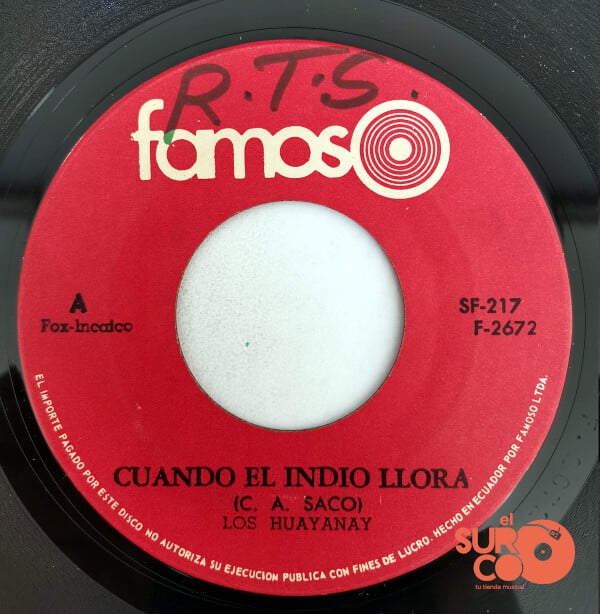 R.T.S.
famoso
A
Fox-Incaico
SF-217
F-2672
CUANDO EL INDIO LLORA
(C. A. SACO)
LOS HUAYANAY
EL IMPORTE PAGADO POR ESTE DISCO NO AUTORIZA SU EJECUCION PUBLICA CON FINES DE LUCRO. HECHO EN ECUADOR POR FAMOSO LTDA.
el
SURCO
tu tienda musical